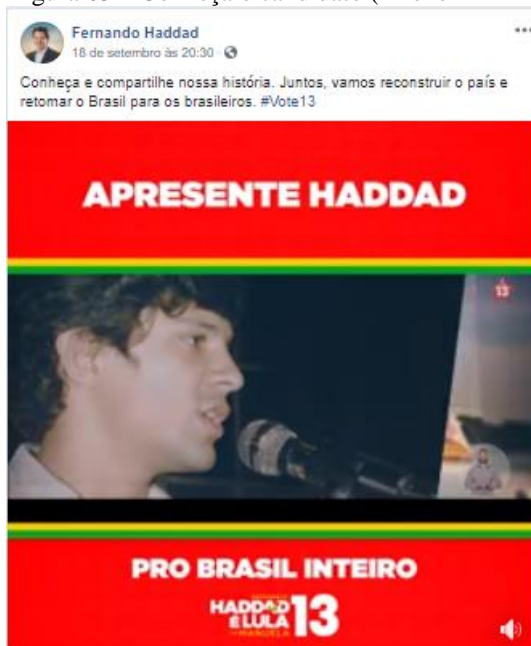 Fernando Haddad
18 de setembro às 20:30
Conheça e compartilhe nossa história. Juntos, vamos reconstruir o país e
retomar o Brasil para os brasileiros. #Vote13
APRESENTE HADDAD
13
PRO BRASIL INTEIRO
HADDAD
É LULA
MANUELA
13